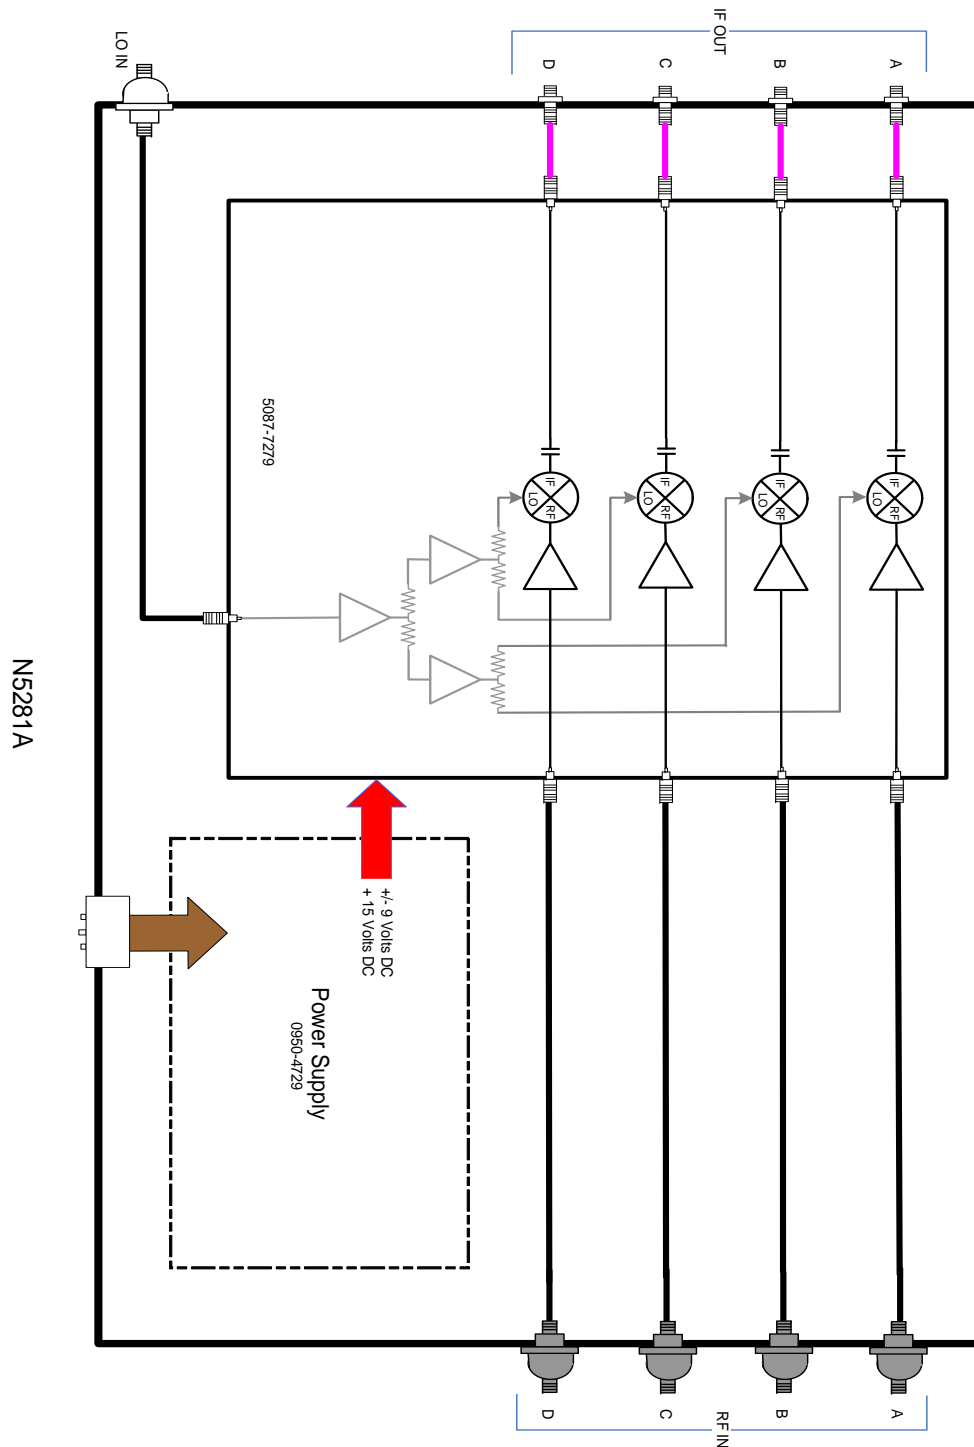 N5281A
LO IN
IF OUT
D
C
B
A
5087-7279
IF
LO
RF
IF
LO
RF
IF
LO
RF
IF
LO
RF
+/- 9 Volts DC
+ 15 Volts DC
Power Supply
0950-4729
RF IN
D
C
B
A